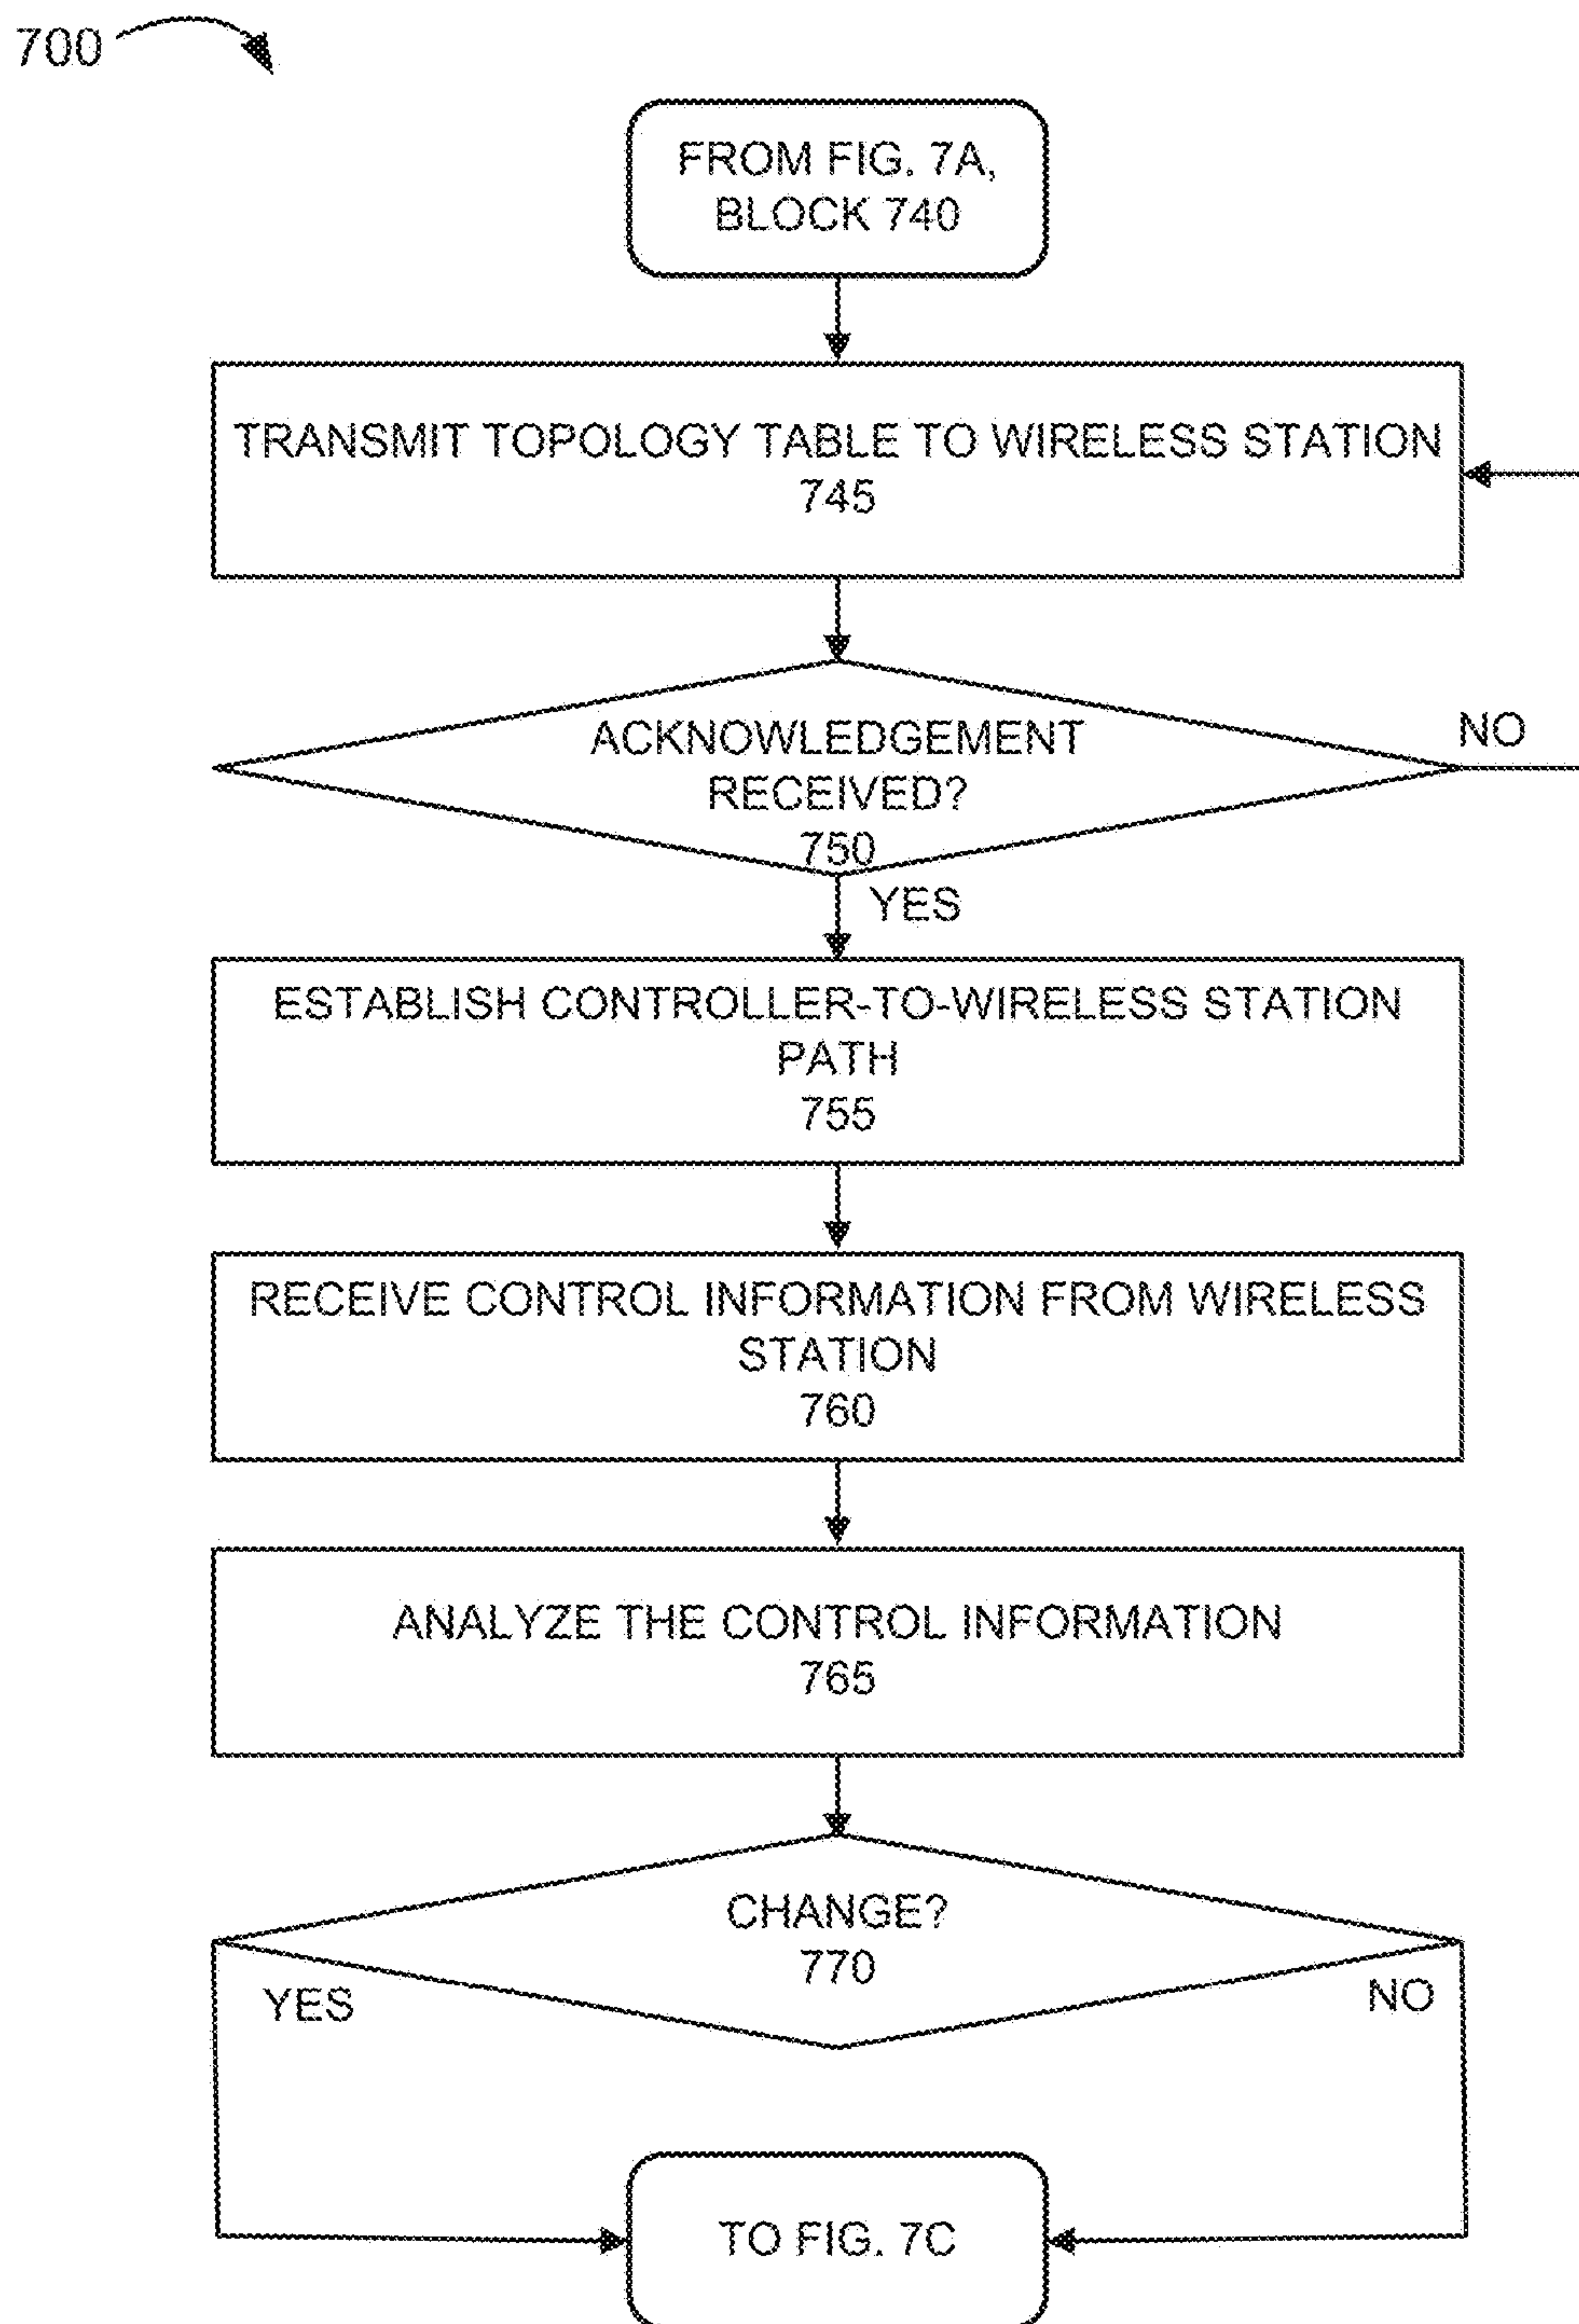 700
FROM FIG. 7A,
BLOCK 740
TRANSMIT TOPOLOGY TABLE TO WIRELESS STATION
745
ACKNOWLEDGEMENT
RECEIVED?
750
NO
YES
ESTABLISH CONTROLLER-TO-WIRELESS STATION
PATH
755
RECEIVE CONTROL INFORMATION FROM WIRELESS
STATION
760
ANALYZE THE CONTROL INFORMATION
765
CHANGE?
770
YES
NO
TO FIG. 7C